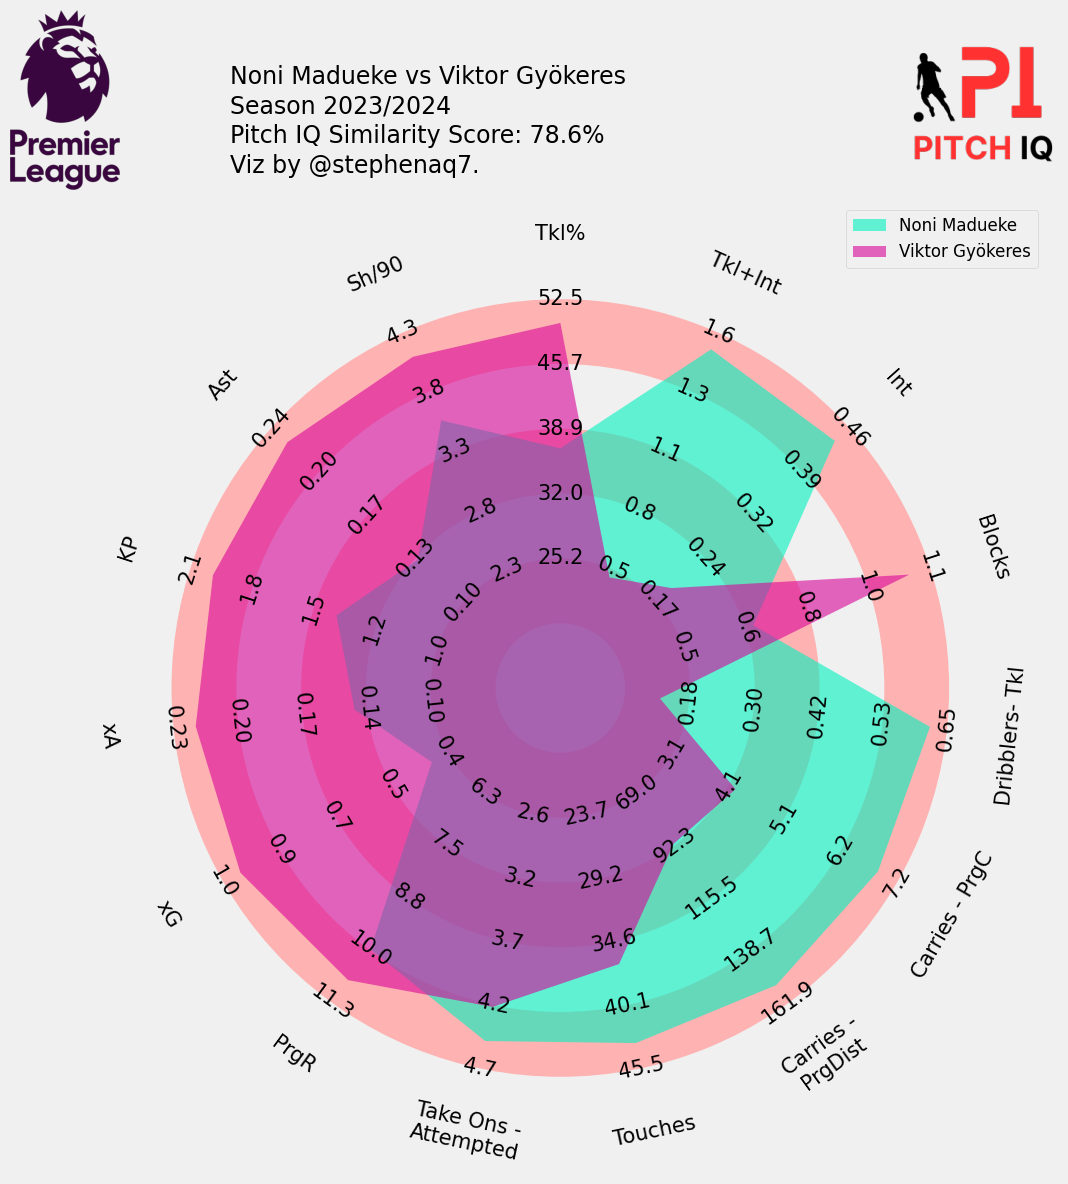 Noni Madueke vs Viktor Gyökeres
Season 2023/2024
Pitch IQ Similarity Score: 78.6%
Viz by @stephenaq7.
Premier
League
PI
PITCH IQ
Noni Madueke
Viktor Gyökeres
Tkl%
25.2
32.0
38.9
45.7
52.5
Tkl+Int
0.5
0.8
1.1
1.3
1.6
Int
0.17
0.24
0.32
0.39
0.46
Blocks
0.5
0.6
0.8
1.0
1.1
Dribblers- Tkl
0.18
0.30
0.42
0.53
0.65
Carries - PrgC
3.1
4.1
5.1
6.2
7.2
Carries -
PrgDist
69.0
92.3
115.5
138.7
161.9
Touches
23.7
29.2
34.6
40.1
45.5
Take Ons -
Attempted
2.6
3.2
3.7
4.2
4.7
PrgR
6.3
7.5
8.8
10.0
11.3
xG
0.4
0.5
0.7
0.9
1.0
xA
0.10
0.14
0.17
0.20
0.23
KP
1.0
1.2
1.5
1.8
2.1
Ast
0.10
0.13
0.17
0.20
0.24
Sh/90
2.3
2.8
3.3
3.8
4.3